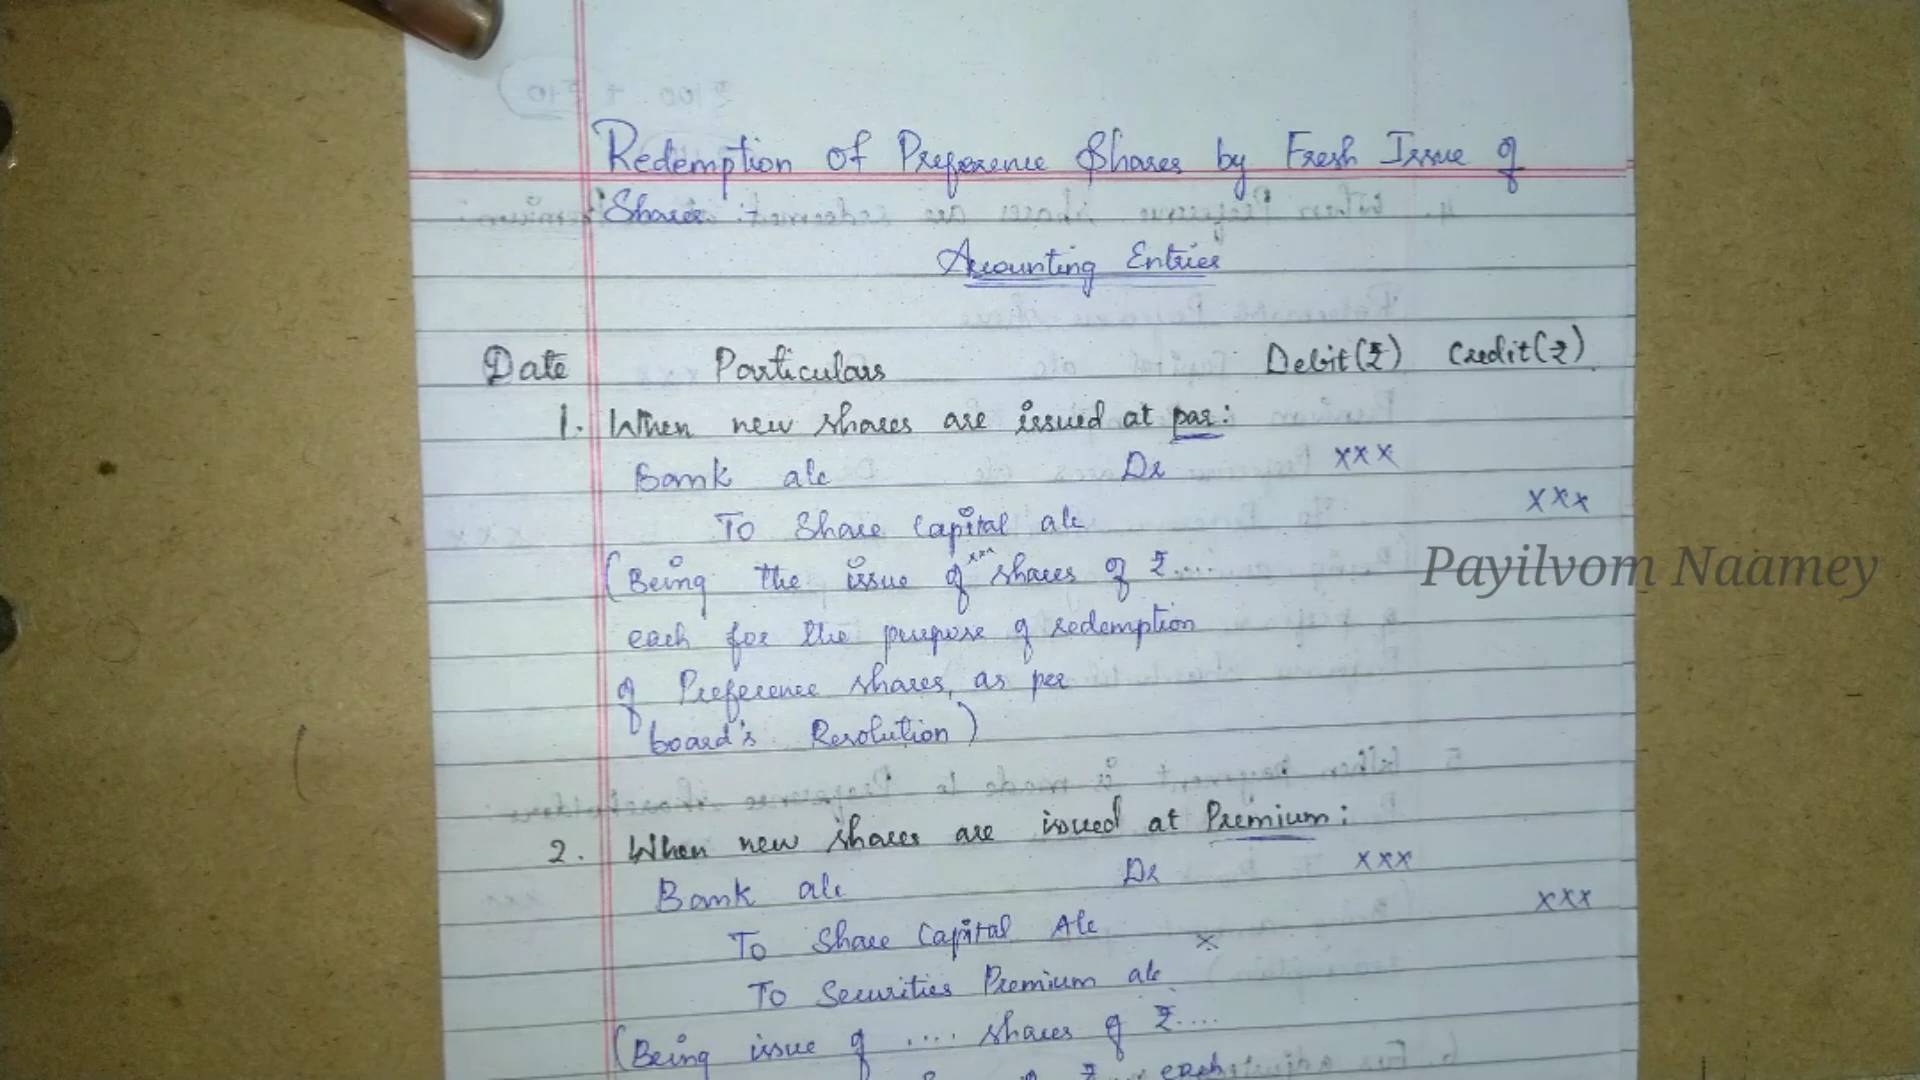 Redemption of Preference Shares by Fresh Issue of
Shares :-
Accounting Entries
Date Particulars Debit(₹) Credit(₹)
1. When new shares are issued at par:
Bank a/c Dr xxx
To Share Capital a/c xxx
(Being the issue of xxx shares of ₹....
each for the purpose of redemption
of Preference shares, as per
board's Resolution)
2. When new shares are issued at Premium:
Bank a/c Dr xxx
To Share Capital A/c xxx
To Securities Premium a/c x
(Being issue of .... shares of ₹....
₹ each
Payilvom Naamey